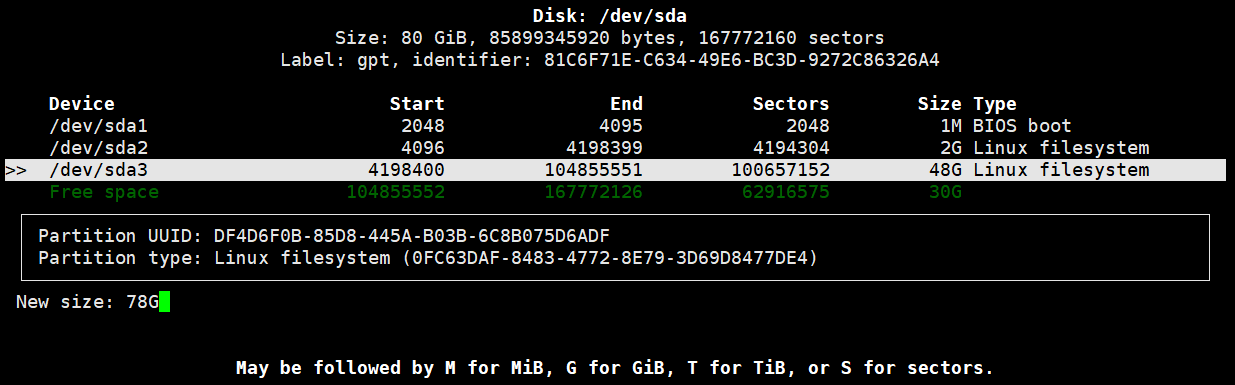 Disk: /dev/sda
Size: 80 GiB, 85899345920 bytes, 167772160 sectors
Label: gpt, identifier: 81C6F71E-C634-49E6-BC3D-9272C86326A4
Device Start End Sectors Size Type
/dev/sda1 2048 4095 2048 1M BIOS boot
/dev/sda2 4096 4198399 4194304 2G Linux filesystem
>> /dev/sda3 4198400 104855551 100657152 48G Linux filesystem
Free space 104855552 167772126 62916575 30G
Partition UUID: DF4D6F0B-85D8-445A-B03B-6C8B075D6ADF
Partition type: Linux filesystem (0FC63DAF-8483-4772-8E79-3D69D8477DE4)
New size: 78G
May be followed by M for MiB, G for GiB, T for TiB, or S for sectors.